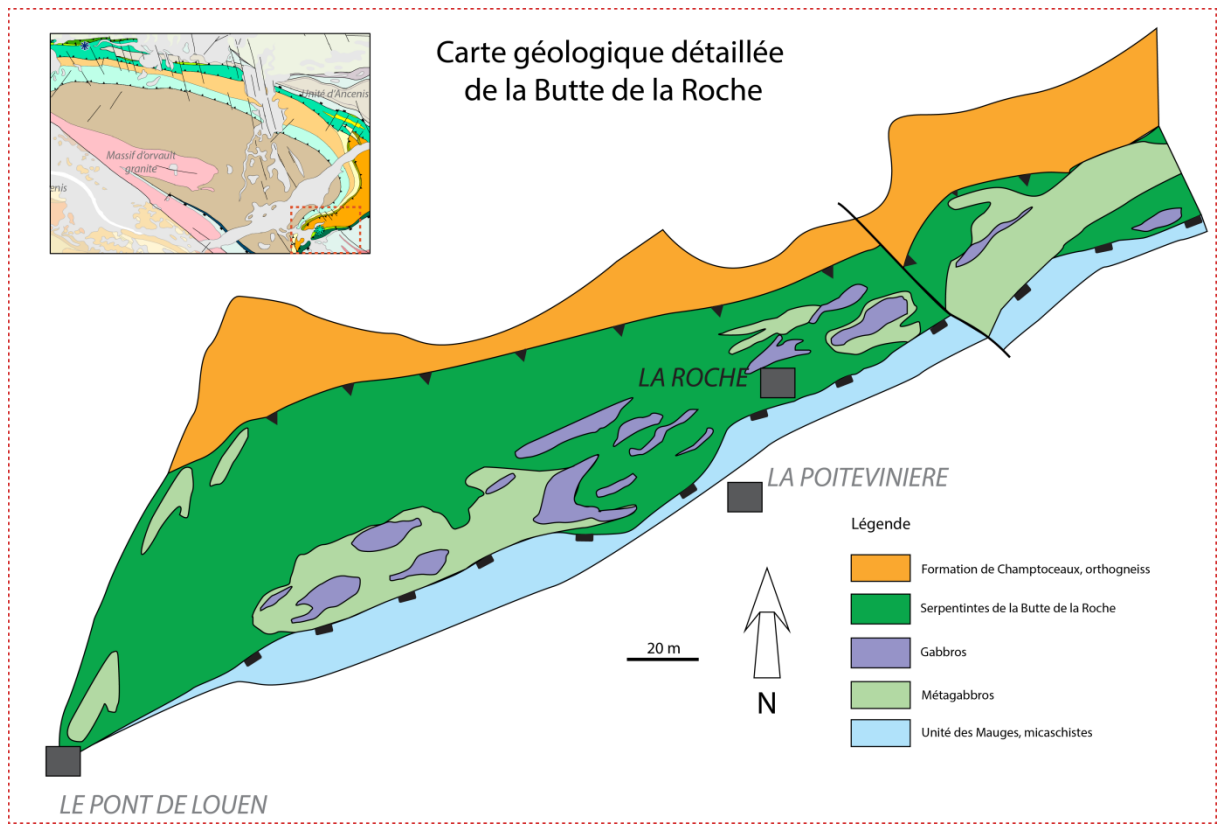 Carte géologique détaillée
de la Butte de la Roche
Unité d'Ancenis
Massif d'orvault
granite
enis
LA ROCHE
LA POITEVINIERE
Légende
Formation de Champtoceaux, orthogneiss
Serpentintes de la Butte de la Roche
Gabbros
20 m
Métagabbros
N
Unité des Mauges, micaschistes
LE PONT DE LOUEN